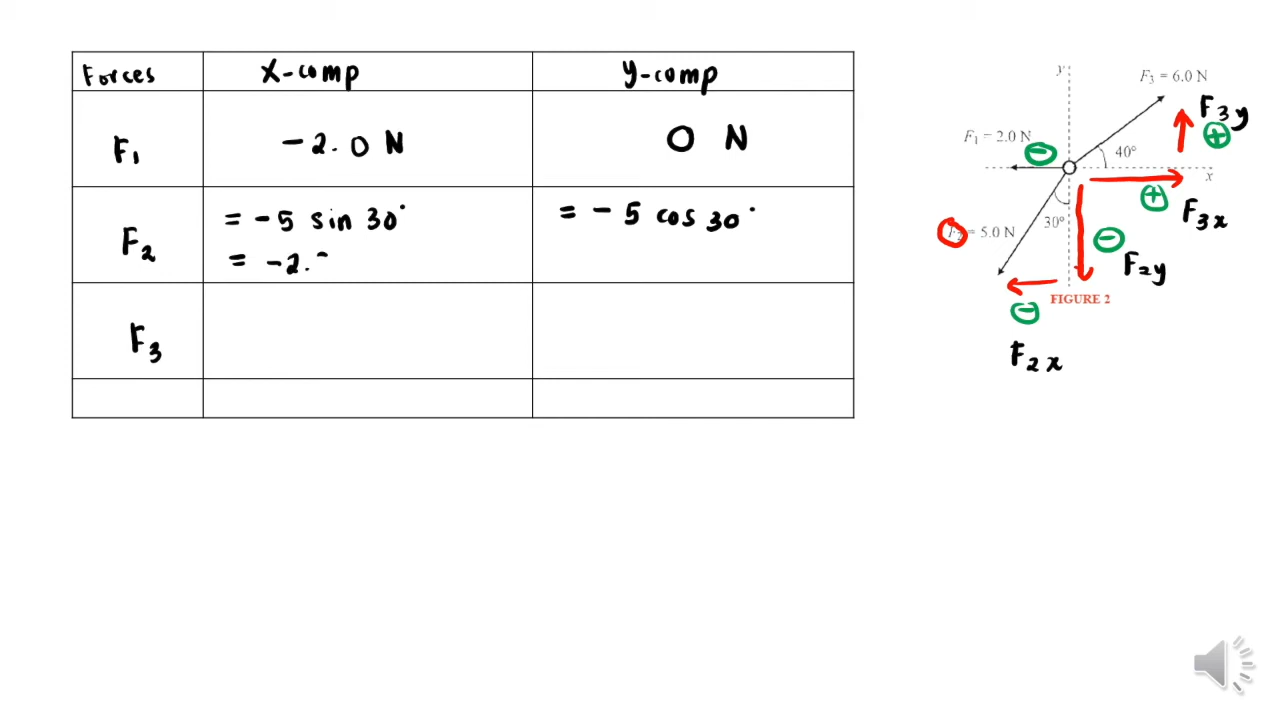 Forces X-comp Y-comp
F₁ -2.0 N 0 N
F₂ = -5 sin 30° = -5 cos 30°
= -2.
F₃
y
F₃ = 6.0 N
F₃y
+
F₁ = 2.0 N
-
40°
x
+
F₃x
30°
= 5.0 N
-
F₂y
FIGURE 2
-
F₂x